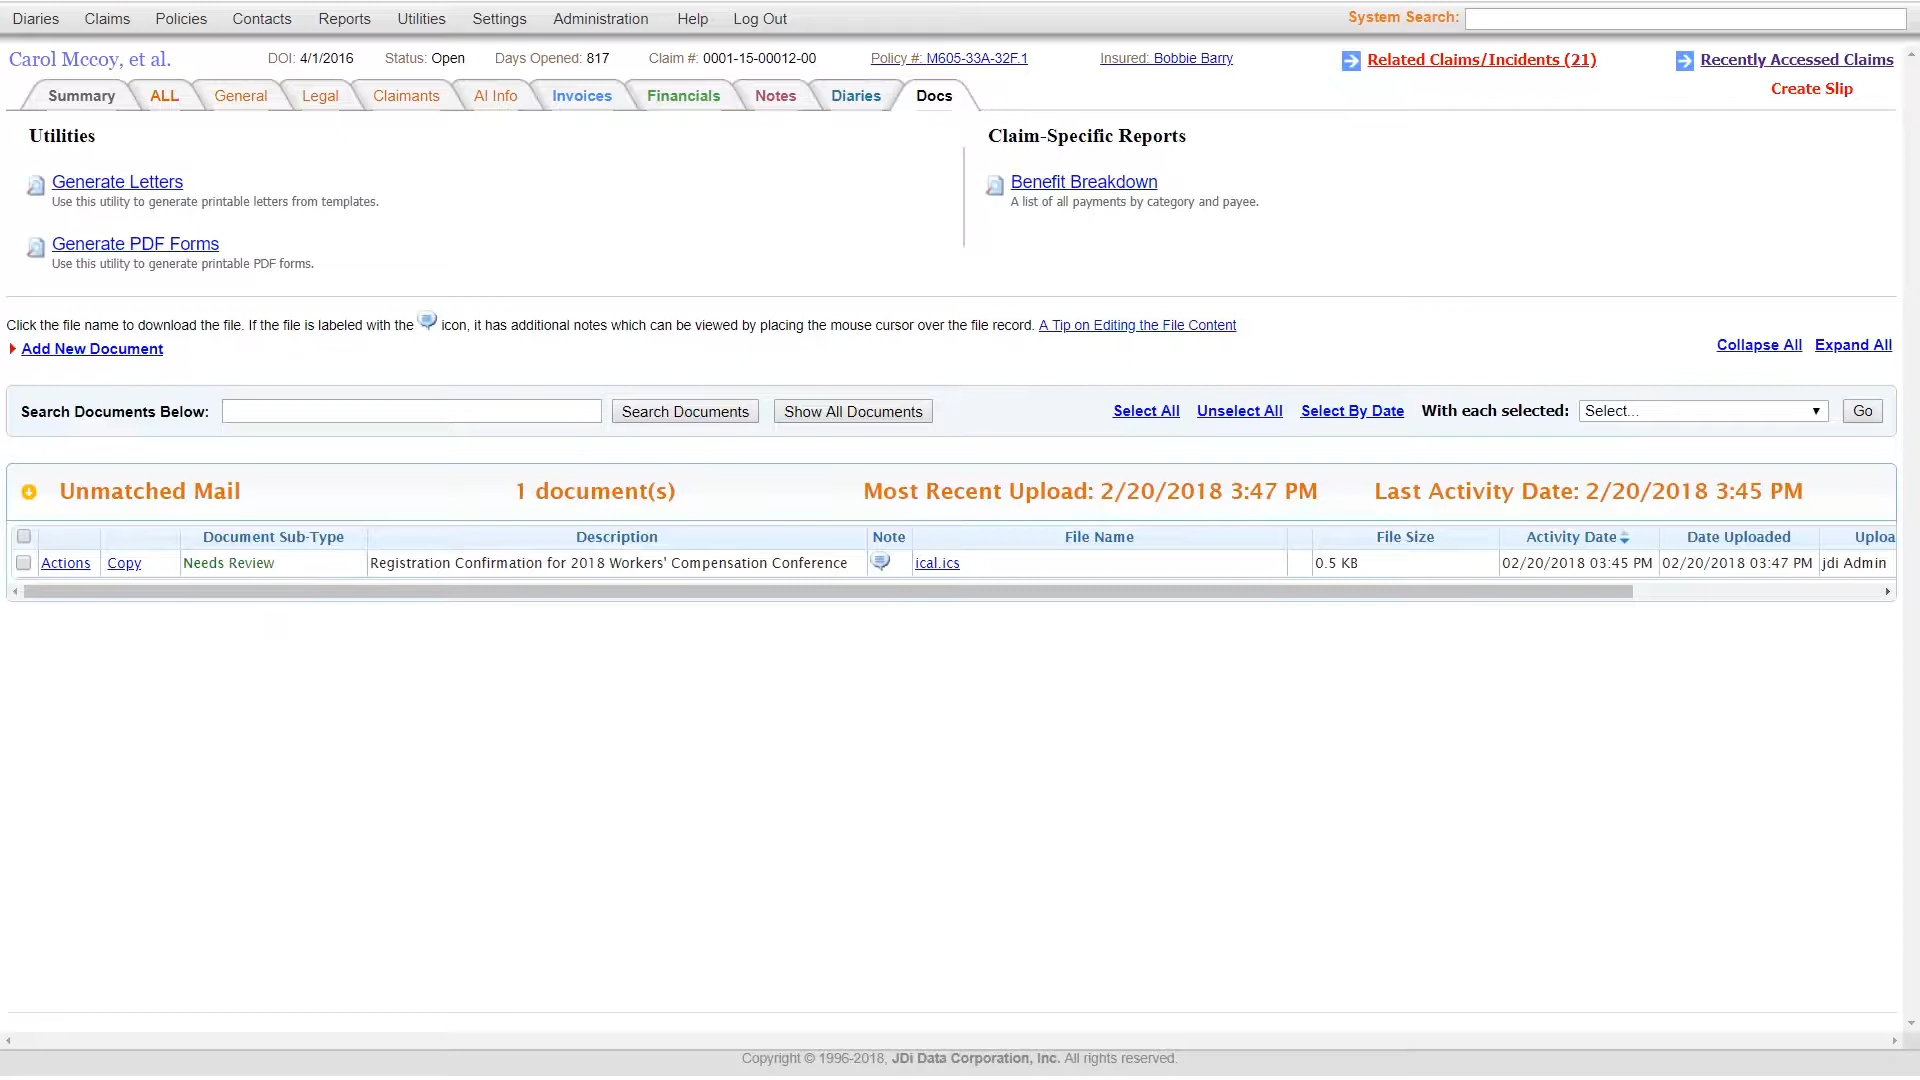 Diaries Claims Policies Contacts Reports Utilities Settings Administration Help Log Out System Search:
Carol Mccoy, et al. DOI: 4/1/2016 Status: Open Days Opened: 817 Claim #: 0001-15-00012-00 Policy #: M605-33A-32F.1 Insured: Bobbie Barry Related Claims/Incidents (21) Recently Accessed Claims
Create Slip
Summary ALL General Legal Claimants AI Info Invoices Financials Notes Diaries Docs
Utilities
Generate Letters
Use this utility to generate printable letters from templates.
Generate PDF Forms
Use this utility to generate printable PDF forms.
Claim-Specific Reports
Benefit Breakdown
A list of all payments by category and payee.
Click the file name to download the file. If the file is labeled with the icon, it has additional notes which can be viewed by placing the mouse cursor over the file record. A Tip on Editing the File Content
Add New Document Collapse All Expand All
Search Documents Below: Search Documents Show All Documents Select All Unselect All Select By Date With each selected: Select... Go
Unmatched Mail 1 document(s) Most Recent Upload: 2/20/2018 3:47 PM Last Activity Date: 2/20/2018 3:45 PM
Document Sub-Type Description Note File Name File Size Activity Date Date Uploaded Uploa
Actions Copy Needs Review Registration Confirmation for 2018 Workers' Compensation Conference ical.ics 0.5 KB 02/20/2018 03:45 PM 02/20/2018 03:47 PM jdi Admin
Copyright © 1996-2018, JDi Data Corporation, Inc. All rights reserved.